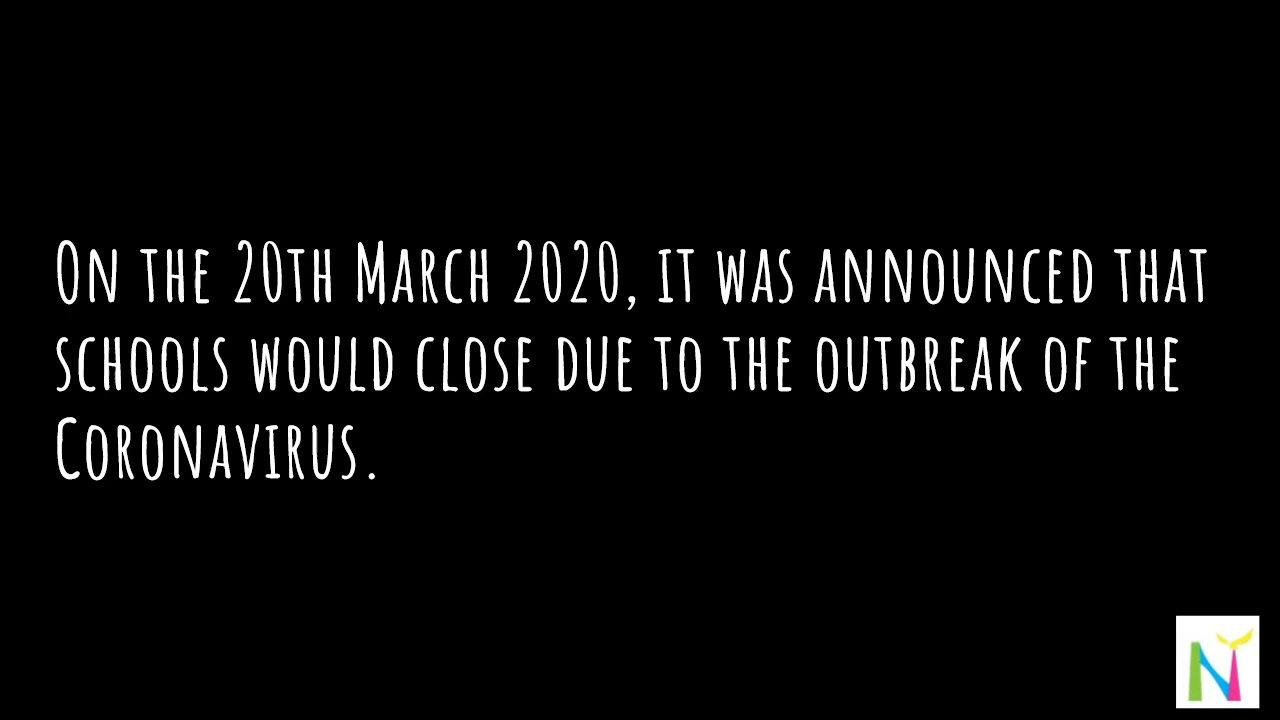 On the 20th March 2020, it was announced that
schools would close due to the outbreak of the
Coronavirus.
N